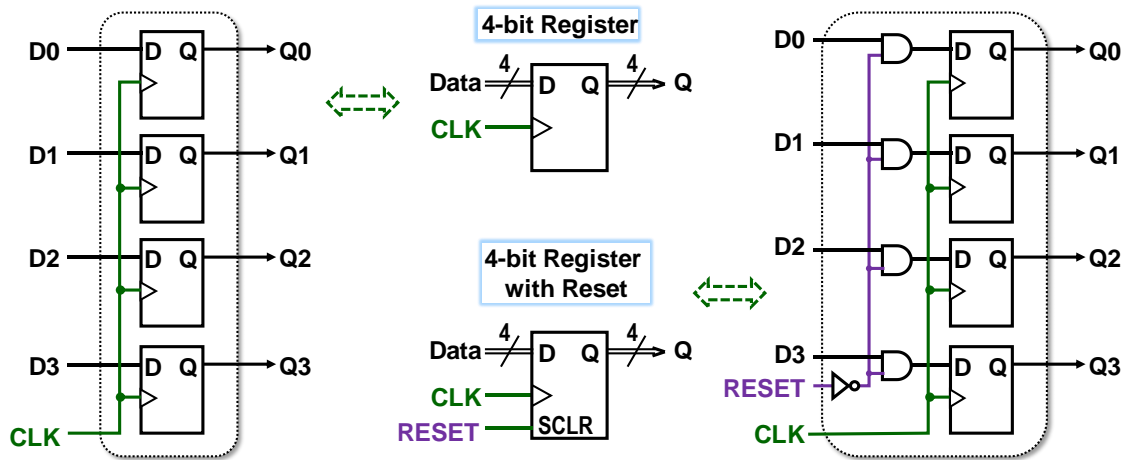 D0
D
Q
Q0
D1
D
Q
Q1
D2
D
Q
Q2
D3
D
Q
Q3
CLK
4-bit Register
4
4
Data
D
Q
Q
CLK
4-bit Register
with Reset
4
4
Data
D
Q
Q
CLK
RESET
SCLR
D0
D
Q
Q0
D1
D
Q
Q1
D2
D
Q
Q2
D3
D
Q
Q3
RESET
CLK